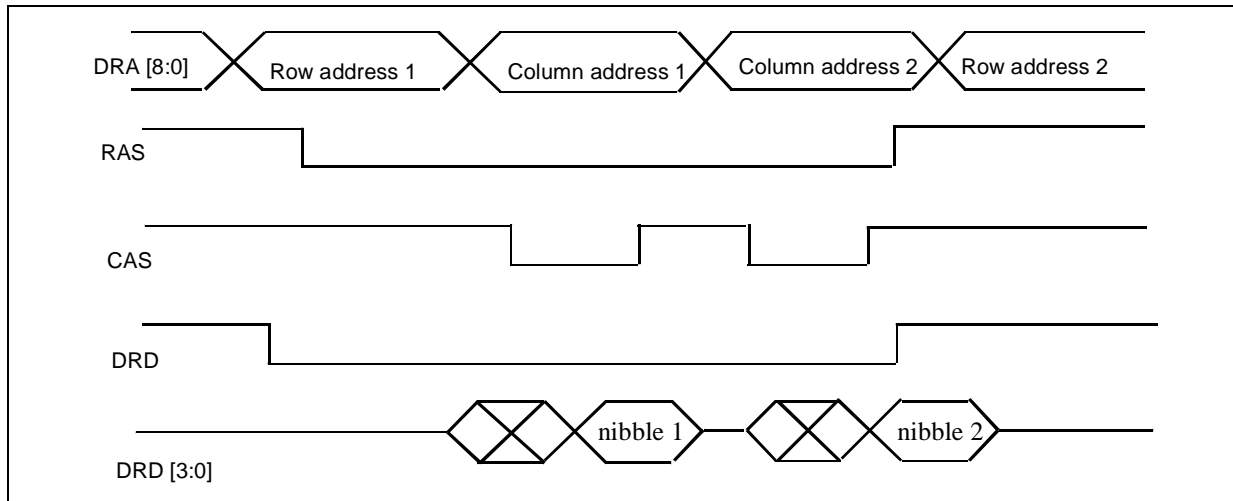 DRA [8:0]
Row address 1
Column address 1
Column address 2
Row address 2
RAS
CAS
DRD
nibble 1
nibble 2
DRD [3:0]